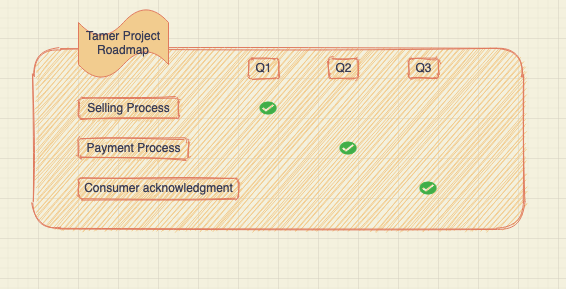 Tamer Project
Roadmap
Q1 Q2 Q3
Selling Process
Payment Process
Consumer acknowledgment